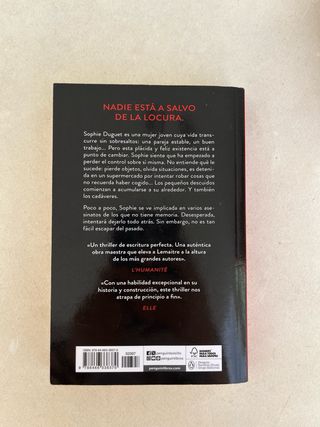 NADIE ESTÁ A SALVO
DE LA LOCURA.
Sophie Duguet es una mujer joven cuya vida trans-
curre sin sobresaltos: una pareja estable, un buen
trabajo... Pero esta plácida y feliz existencia está a
punto de cambiar. Sophie siente que ha empezado a
perder el control sobre sí misma. No entiende qué le
sucede: pierde objetos, olvida situaciones, es deteni-
da en un supermercado por intentar robar cosas que
no recuerda haber cogido... Los pequeños descuidos
comienzan a acumularse a su alrededor. Y también
los cadáveres.
Poco a poco, Sophie se ve implicada en varios ase-
sinatos de los que no tiene memoria. Desesperada,
intentará dejarlo todo atrás. Sin embargo, no es tan
fácil escapar del pasado.
«Un thriller de escritura perfecta. Una auténtica
obra maestra que eleva a Lemaitre a la altura
de los más grandes autores».
L'HUMANITÉ
«Con una habilidad excepcional en su
historia y construcción, este thriller nos
atrapa de principio a fin».
ELLE
penguinlibros
penguinlibros.com